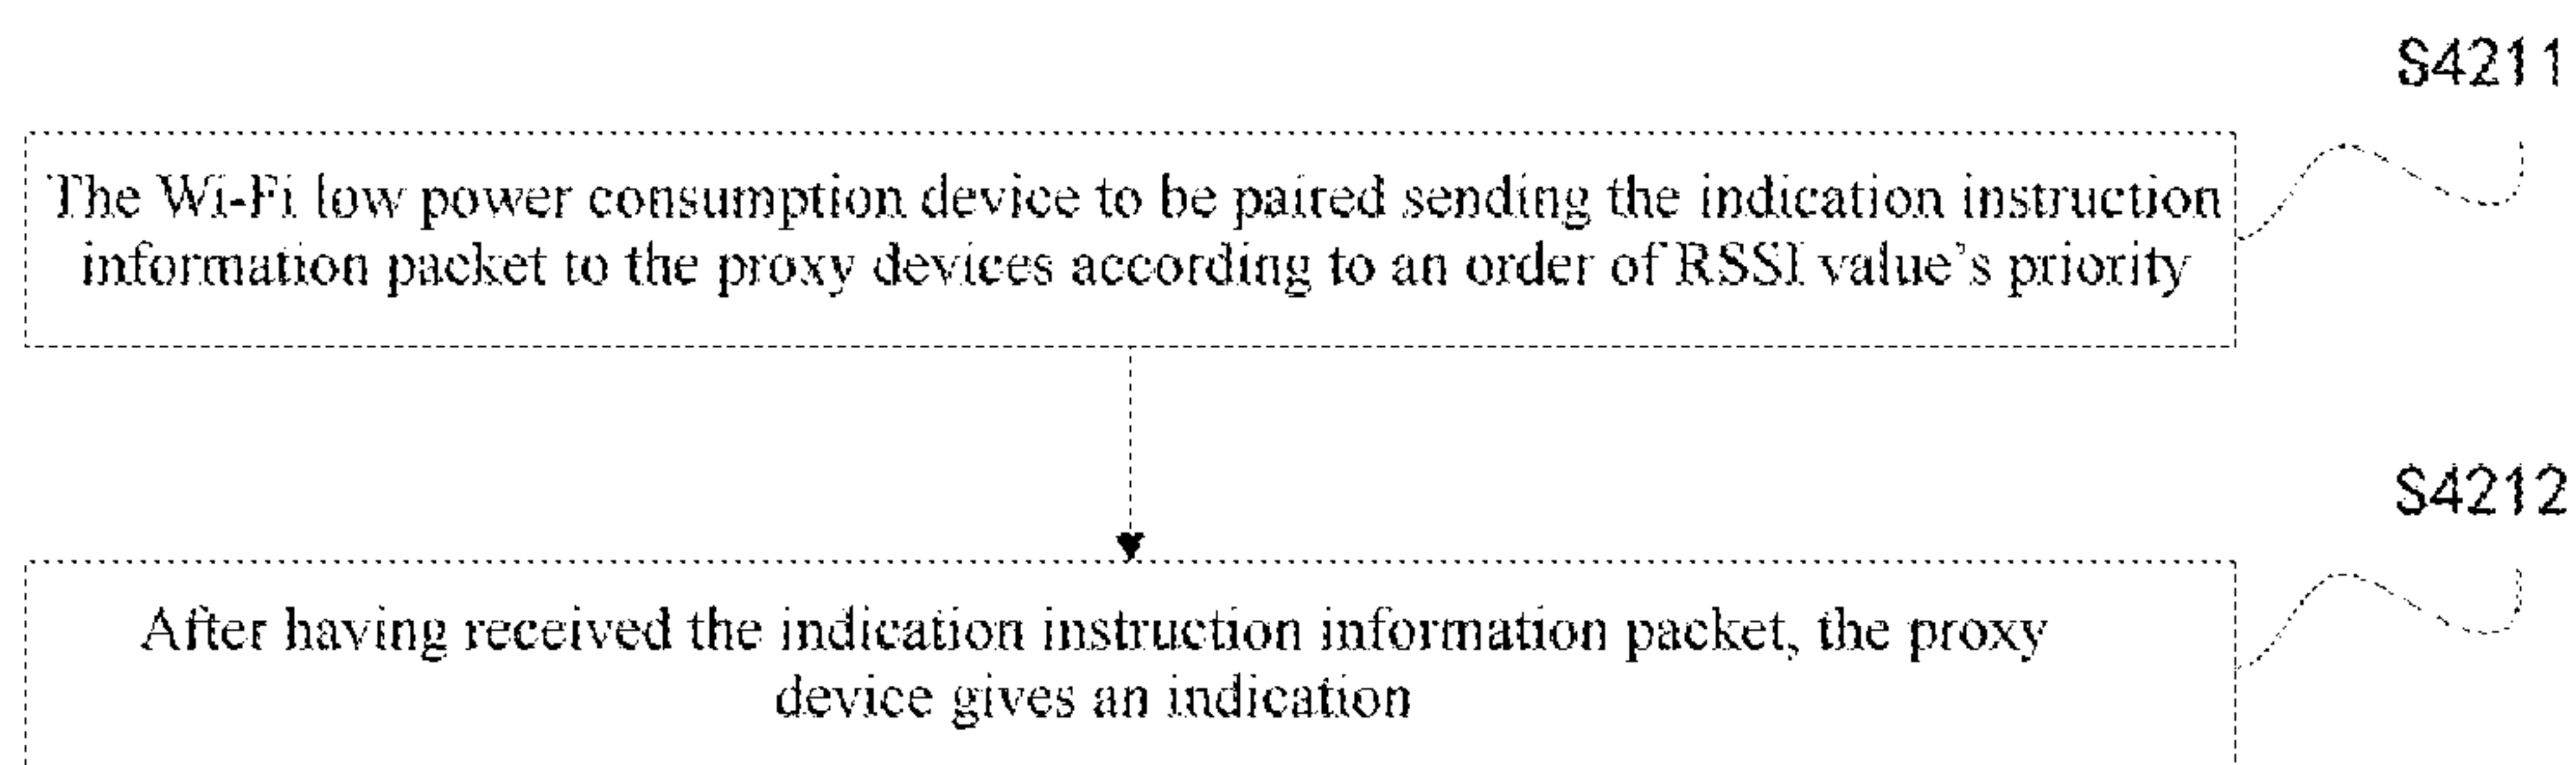 S4211
The Wi-Fi low power consumption device to be paired sending the indication instruction
information packet to the proxy devices according to an order of RSSI value's priority
S4212
After having received the indication instruction information packet, the proxy
device gives an indication